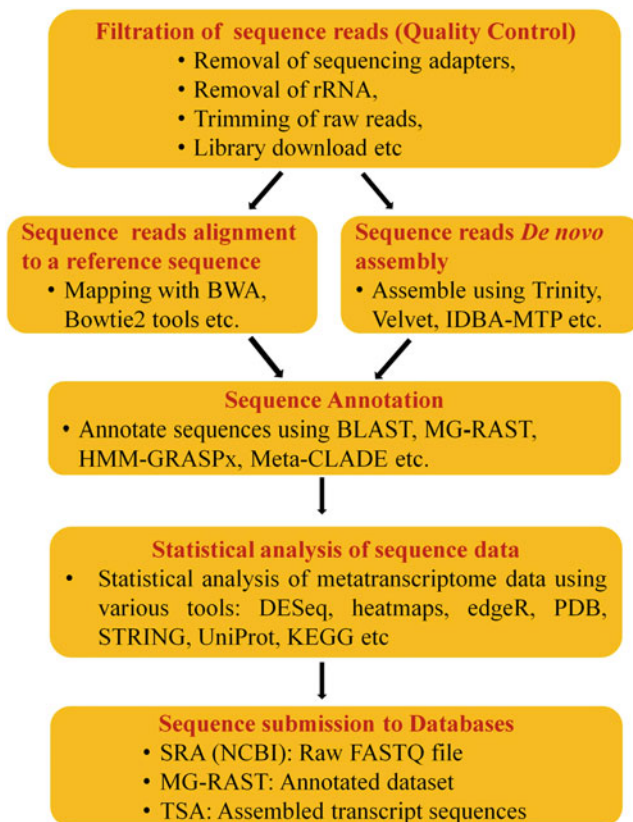 Filtration of sequence reads (Quality Control)
• Removal of sequencing adapters,
• Removal of rRNA,
• Trimming of raw reads,
• Library download etc
Sequence reads alignment
to a reference sequence
• Mapping with BWA,
Bowtie2 tools etc.
Sequence reads De novo
assembly
• Assemble using Trinity,
Velvet, IDBA-MTP etc.
Sequence Annotation
• Annotate sequences using BLAST, MG-RAST,
HMM-GRASPx, Meta-CLADE etc.
Statistical analysis of sequence data
• Statistical analysis of metatranscriptome data using
various tools: DESeq, heatmaps, edgeR, PDB,
STRING, UniProt, KEGG etc
Sequence submission to Databases
• SRA (NCBI): Raw FASTQ file
• MG-RAST: Annotated dataset
• TSA: Assembled transcript sequences